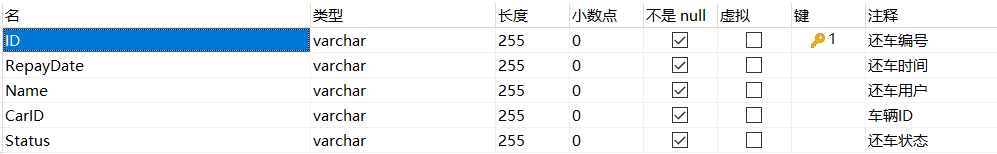 名 类型 长度 小数点 不是 null 虚拟 键 注释
ID varchar 255 0 1 还车编号
RepayDate varchar 255 0 还车时间
Name varchar 255 0 还车用户
CarID varchar 255 0 车辆ID
Status varchar 255 0 还车状态